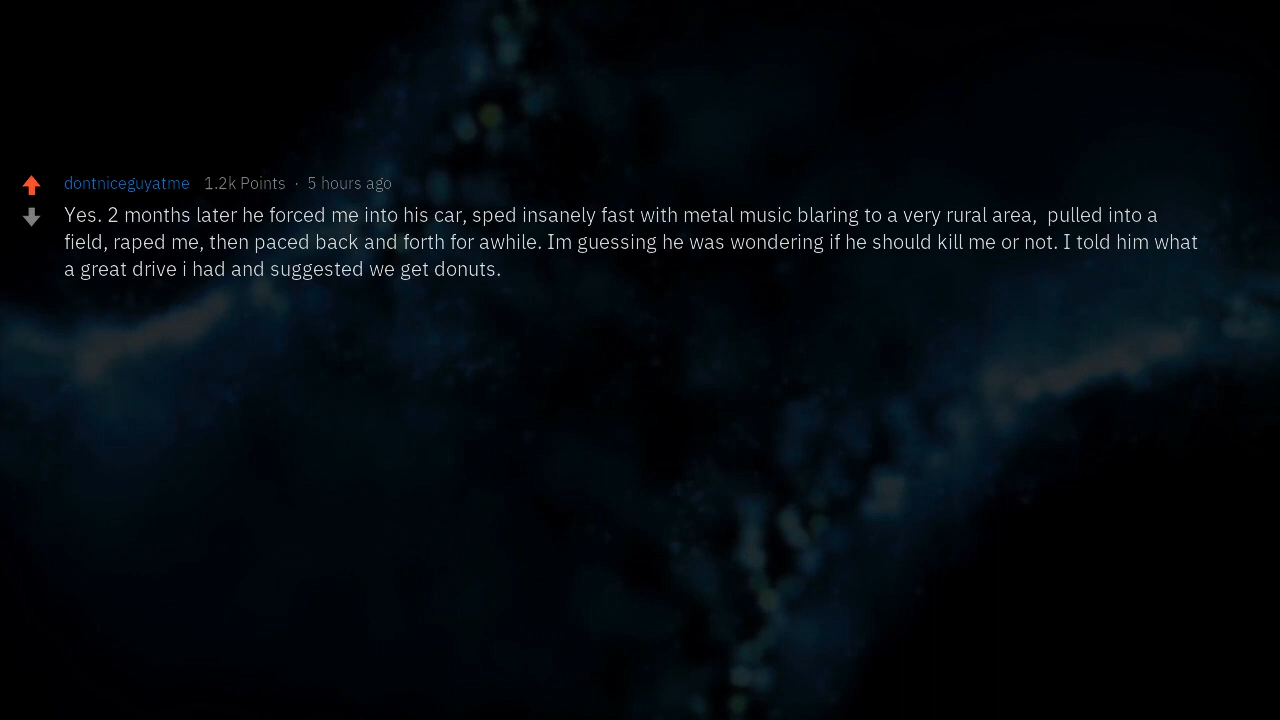 dontniceguyatme 1.2k Points · 5 hours ago
Yes. 2 months later he forced me into his car, sped insanely fast with metal music blaring to a very rural area,  pulled into a
field, raped me, then paced back and forth for awhile. Im guessing he was wondering if he should kill me or not. I told him what
a great drive i had and suggested we get donuts.